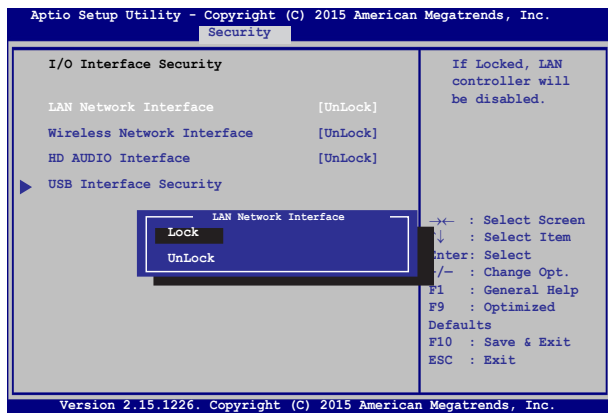 Aptio Setup Utility - Copyright (C) 2015 American Megatrends, Inc.
Security
I/O Interface Security
LAN Network Interface [UnLock]
Wireless Network Interface [UnLock]
HD AUDIO Interface [UnLock]
USB Interface Security
If Locked, LAN
controller will
be disabled.
LAN Network Interface
Lock
UnLock
→← : Select Screen
↑↓ : Select Item
Enter: Select
+/— : Change Opt.
F1 : General Help
F9 : Optimized
Defaults
F10 : Save & Exit
ESC : Exit
Version 2.15.1226. Copyright (C) 2015 American Megatrends, Inc.